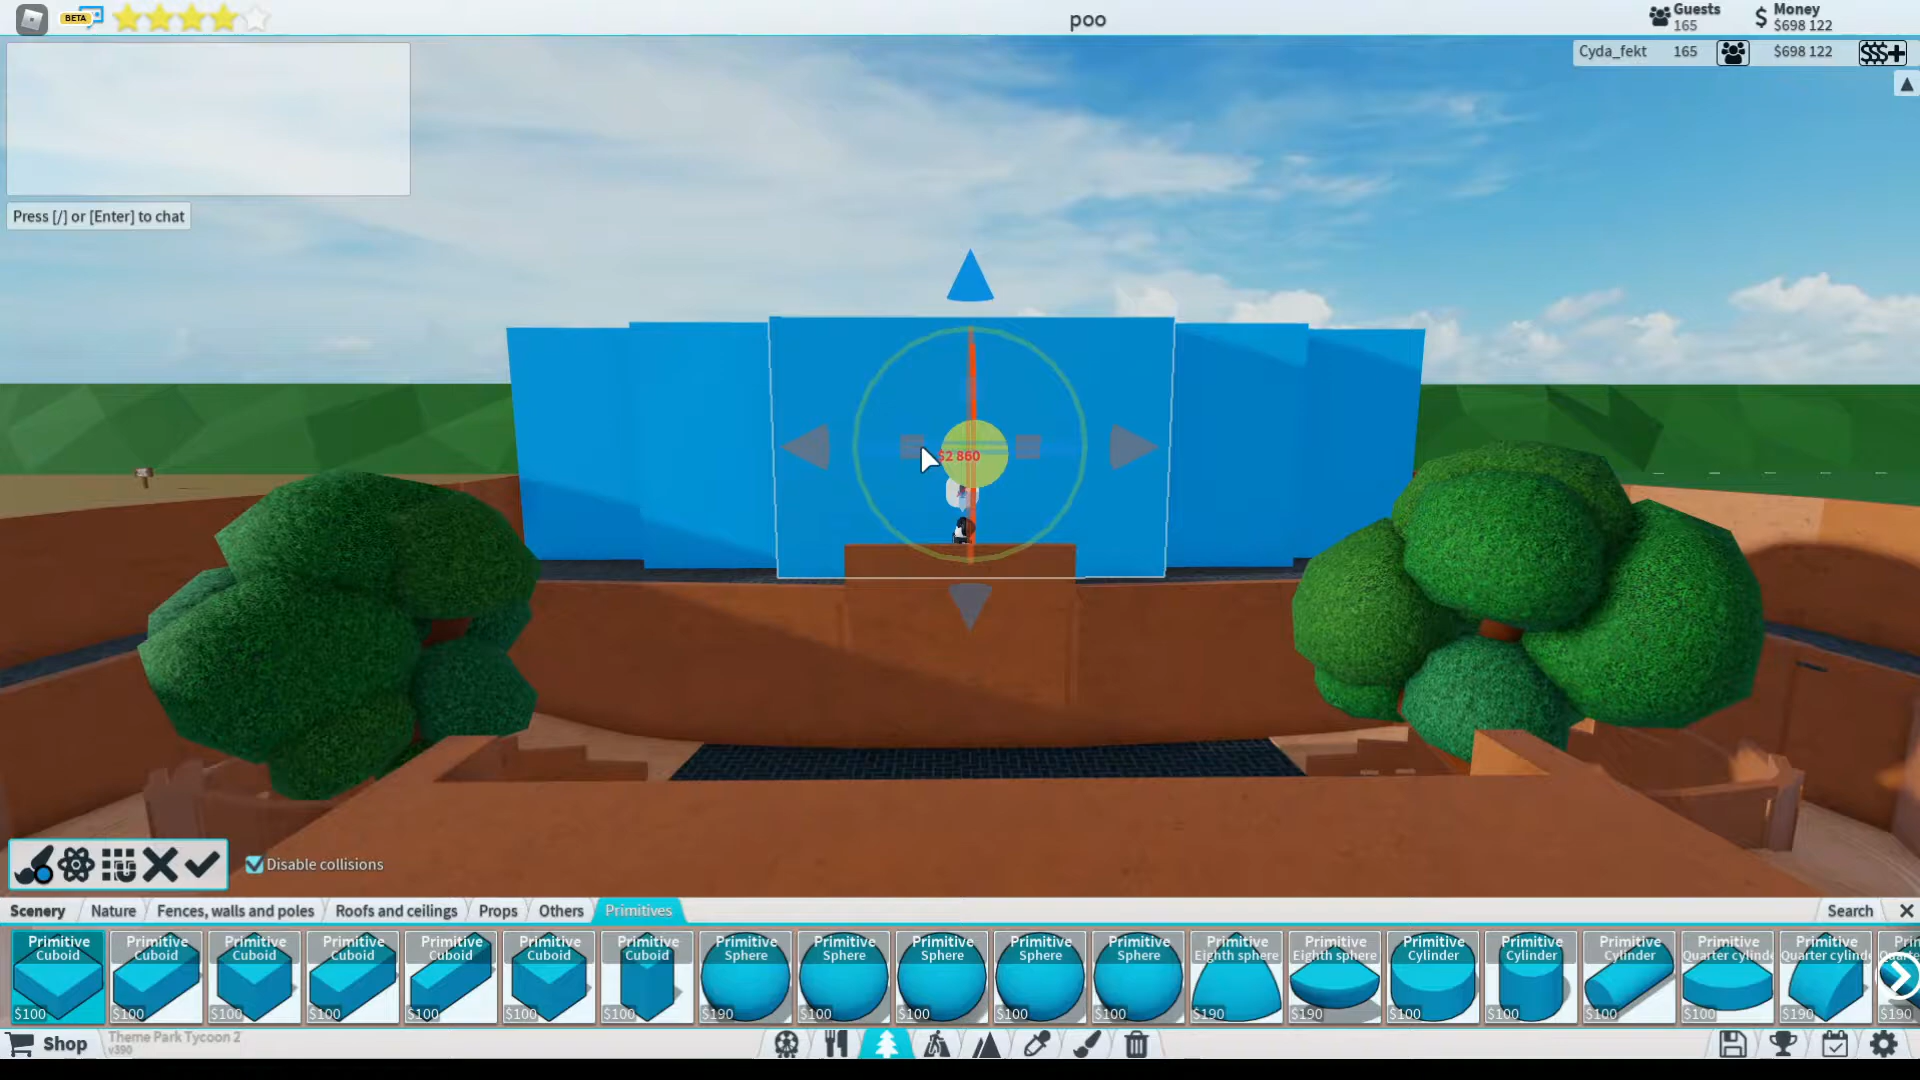 BETA
poo
Guests
165
$ Money
$698 122
Cyda_fekt 165 $698 122 $$$+
Press [/] or [Enter] to chat
$2 860
Disable collisions
Scenery Nature Fences, walls and poles Roofs and ceilings Props Others Primitives Search
Primitive Cuboid $100
Primitive Cuboid $100
Primitive Cuboid $100
Primitive Cuboid $100
Primitive Cuboid $100
Primitive Cuboid $100
Primitive Cuboid $100
Primitive Sphere $190
Primitive Sphere $100
Primitive Sphere $100
Primitive Sphere $100
Primitive Sphere $100
Primitive Eighth sphere $190
Primitive Eighth sphere $190
Primitive Cylinder $100
Primitive Cylinder $100
Primitive Cylinder $100
Primitive Quarter cylind $100
Primitive Quarter cylind $190
$190
Shop
Theme Park Tycoon 2
v390